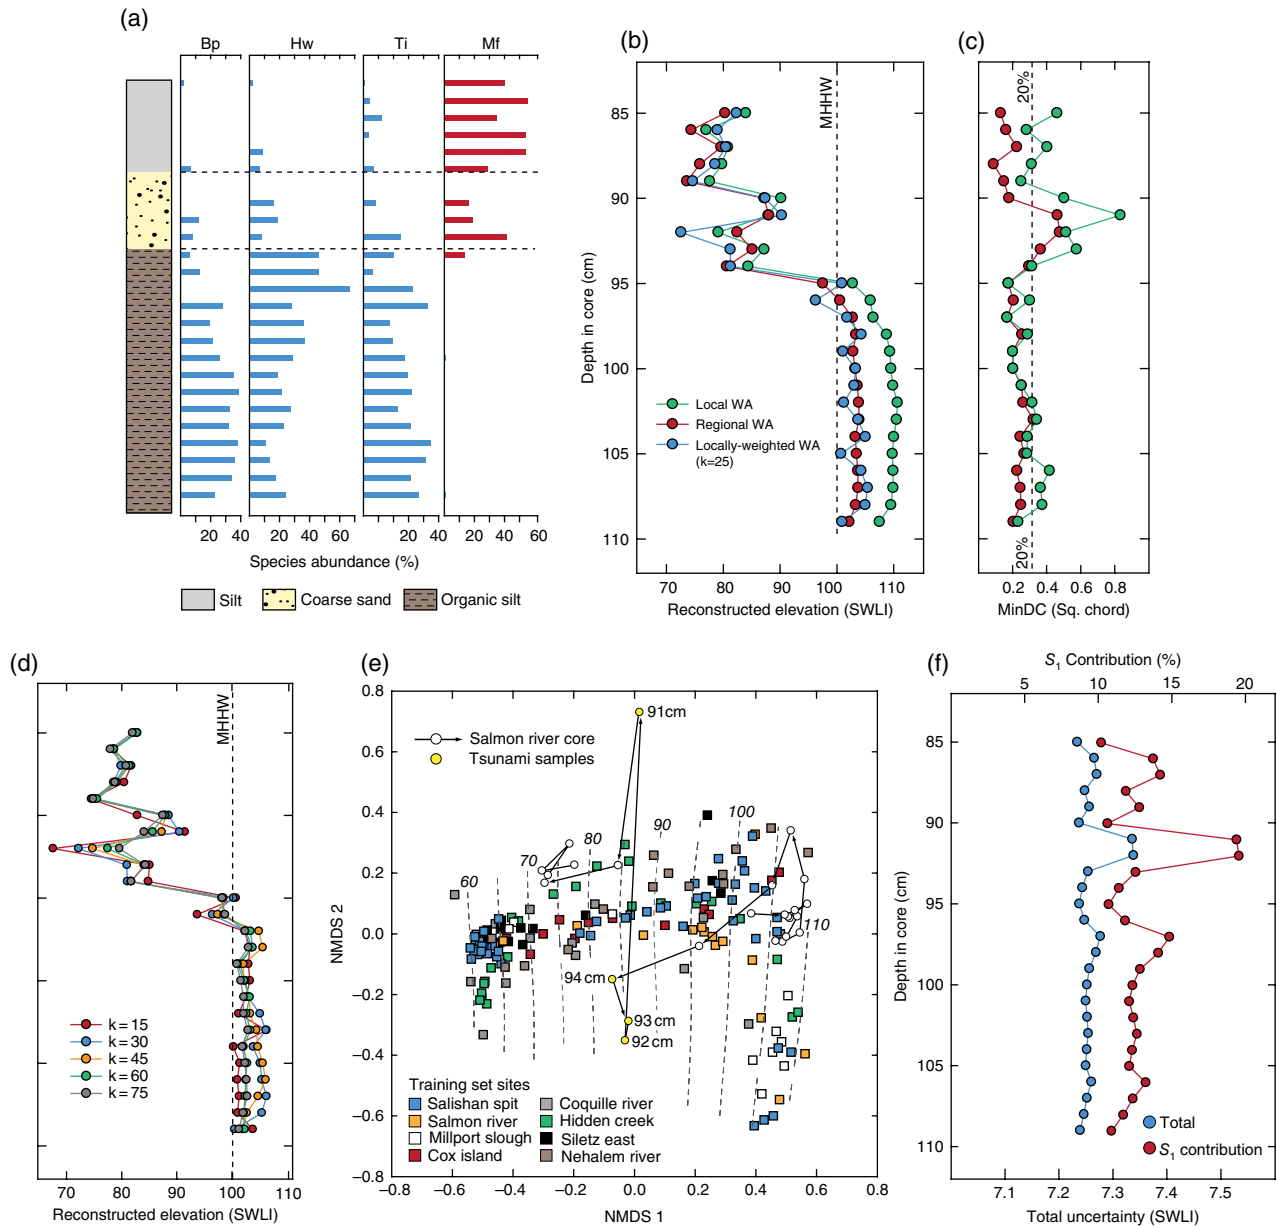 (a)
Bp Hw Ti Mf
20 40 20 40 60 20 40 20 40 60
Species abundance (%)
Silt Coarse sand Organic silt
(b)
MHHW
85
90
95
100
105
110
Depth in core (cm)
Local WA
Regional WA
Locally-weighted WA
(k=25)
70 80 90 100 110
Reconstructed elevation (SWLI)
(c)
20%
20%
0.2 0.4 0.6 0.8
MinDC (Sq. chord)
(d)
MHHW
k = 15
k = 30
k = 45
k = 60
k = 75
70 80 90 100 110
Reconstructed elevation (SWLI)
(e)
0.8
0.6
0.4
0.2
0.0
−0.2
−0.4
−0.6
−0.8
NMDS 2
Salmon river core
Tsunami samples
91cm
60 70 80 90 100 110
94 cm
93 cm
92 cm
Training set sites
Salishan spit
Salmon river
Millport slough
Cox island
Coquille river
Hidden creek
Siletz east
Nehalem river
−0.8 −0.6 −0.4 −0.2 0.0 0.2 0.4 0.6 0.8
NMDS 1
(f)
S1 Contribution (%)
5 10 15 20
85
90
95
100
105
110
Depth in core (cm)
Total
S1 contribution
7.1 7.2 7.3 7.4 7.5
Total uncertainty (SWLI)